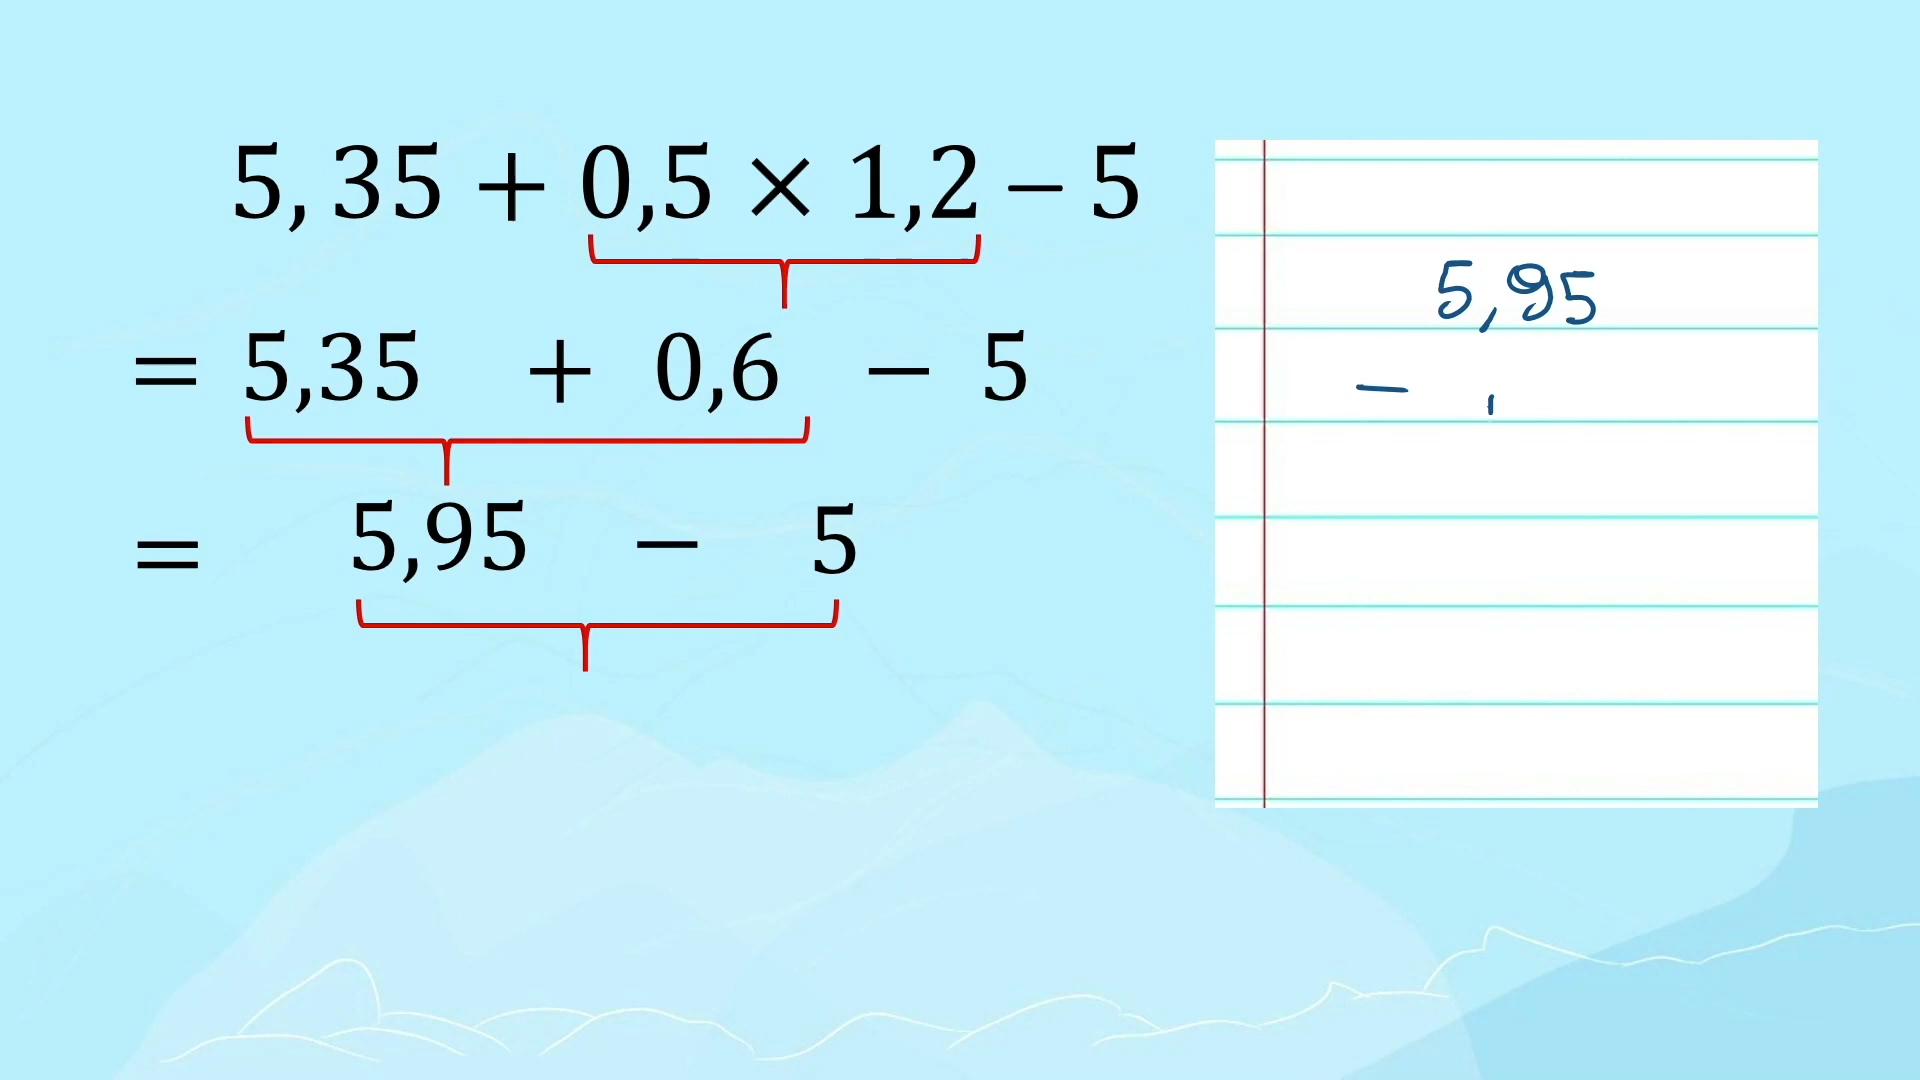 5, 35 + 0,5 × 1,2 − 5
= 5,35 + 0,6 − 5
= 5,95 − 5
5,95
− ,